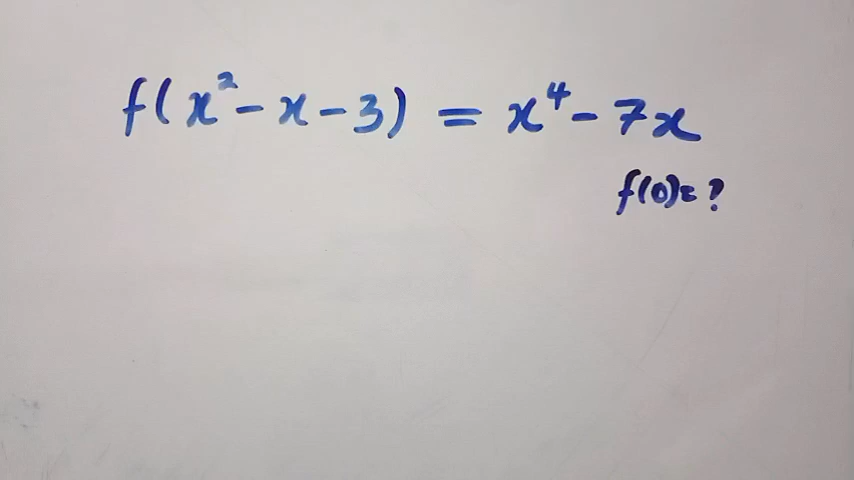 f(x² - x - 3) = x⁴ - 7x
f(0) = ?